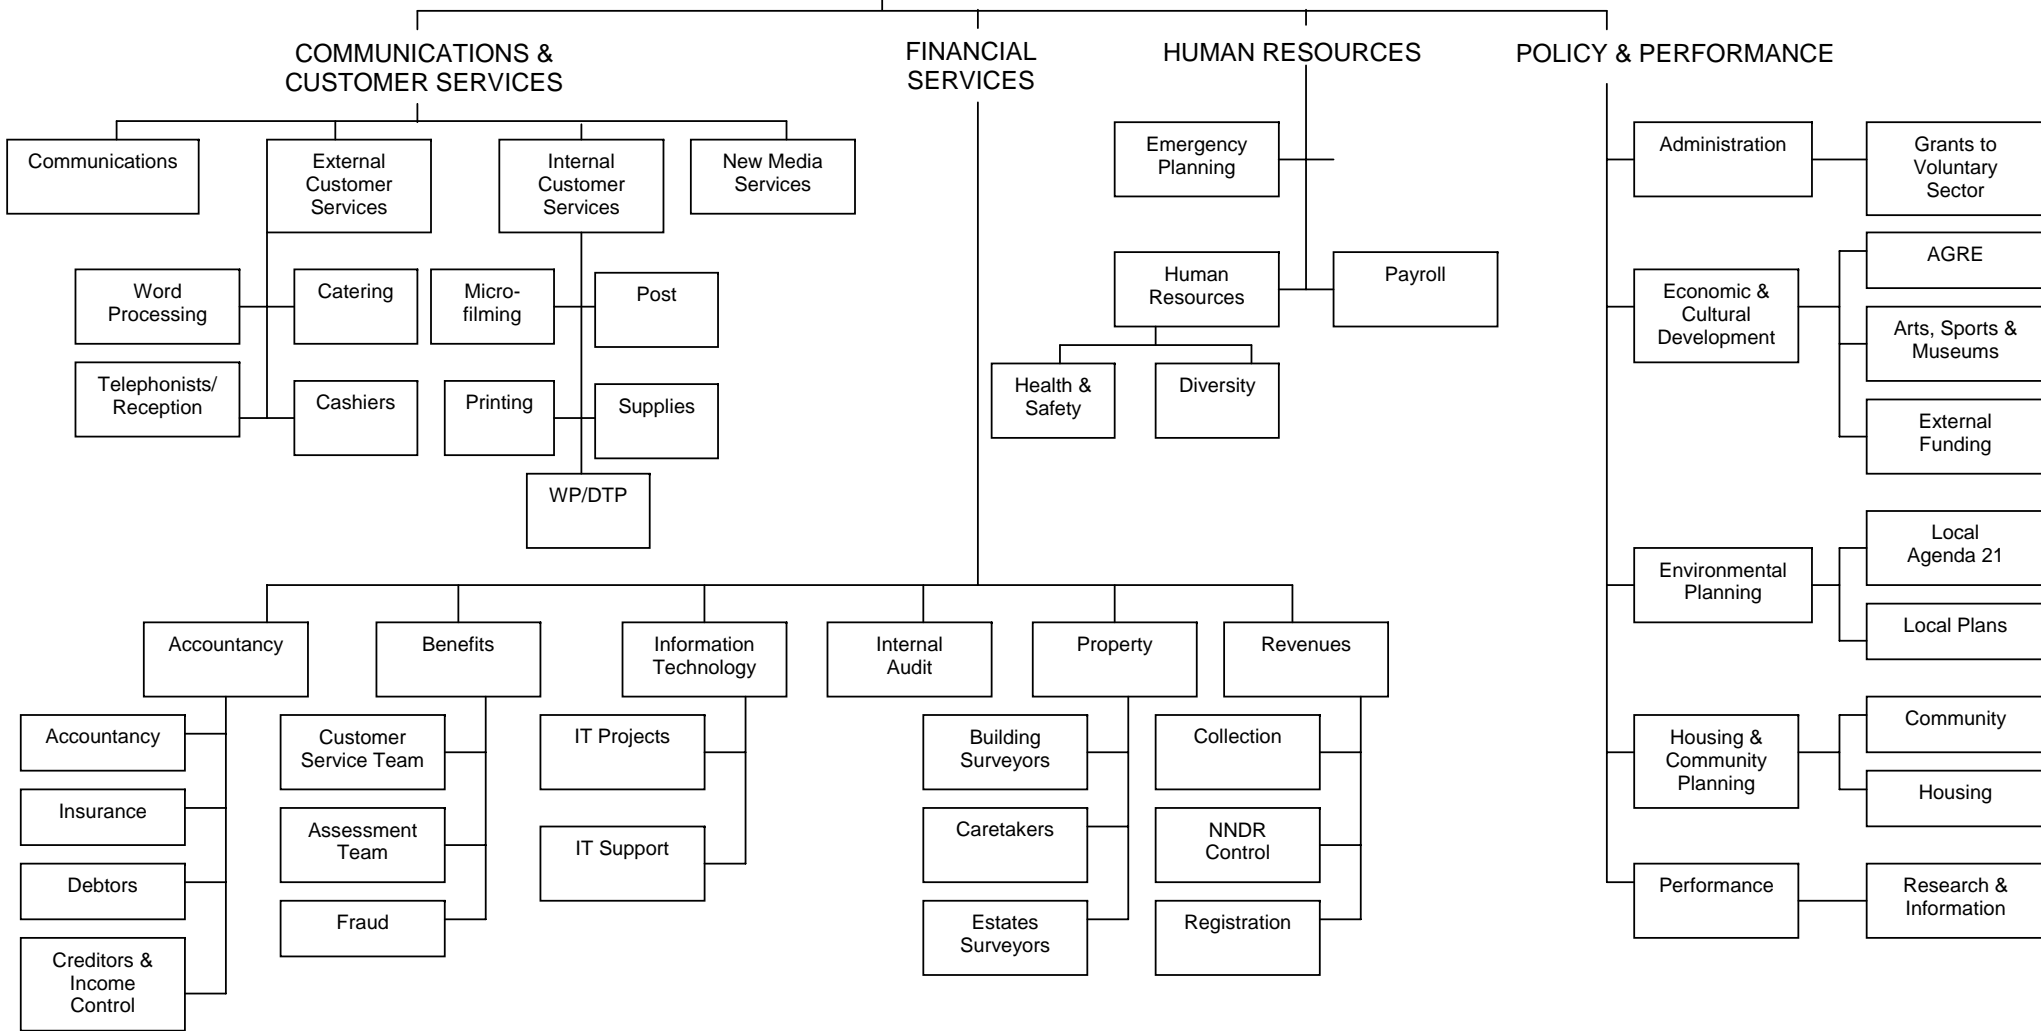 COMMUNICATIONS &
CUSTOMER SERVICES
FINANCIAL
SERVICES
HUMAN RESOURCES
POLICY & PERFORMANCE
Communications
External
Customer
Services
Internal
Customer
Services
New Media
Services
Word
Processing
Catering
Micro-
filming
Post
Telephonists/
Reception
Cashiers
Printing
Supplies
WP/DTP
Emergency
Planning
Human
Resources
Payroll
Health &
Safety
Diversity
Administration
Grants to
Voluntary
Sector
Economic &
Cultural
Development
AGRE
Arts, Sports &
Museums
External
Funding
Environmental
Planning
Local
Agenda 21
Local Plans
Housing &
Community
Planning
Community
Housing
Performance
Research &
Information
Accountancy
Benefits
Information
Technology
Internal
Audit
Property
Revenues
Accountancy
Insurance
Debtors
Creditors &
Income
Control
Customer
Service Team
Assessment
Team
Fraud
IT Projects
IT Support
Building
Surveyors
Caretakers
Estates
Surveyors
Collection
NNDR
Control
Registration